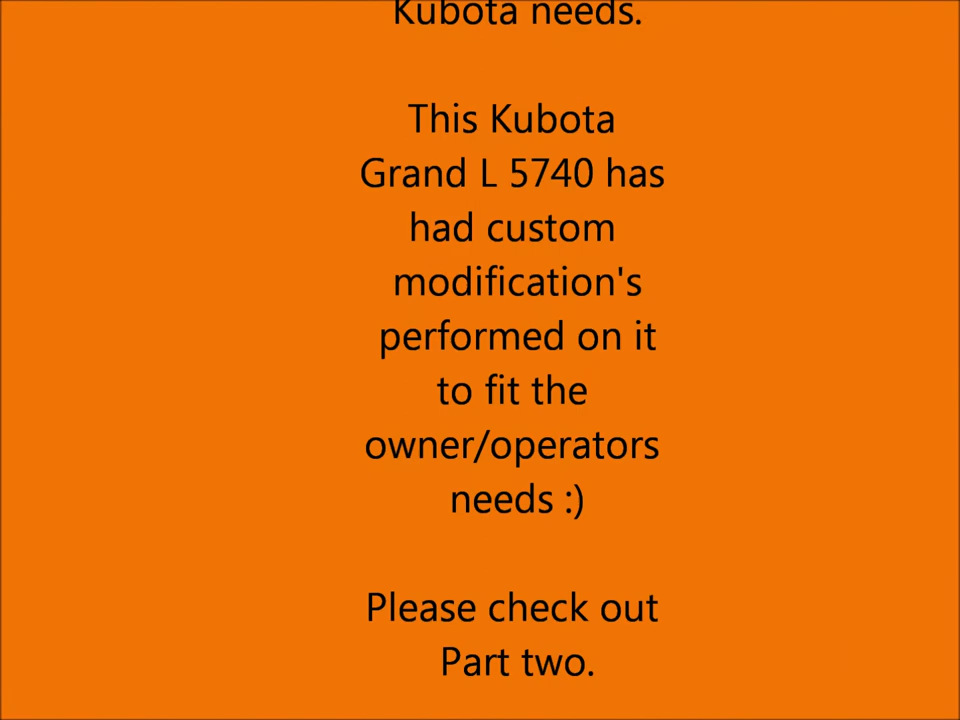 Kubota needs.
This Kubota
Grand L 5740 has
had custom
modification's
performed on it
to fit the
owner/operators
needs :)
Please check out
Part two.